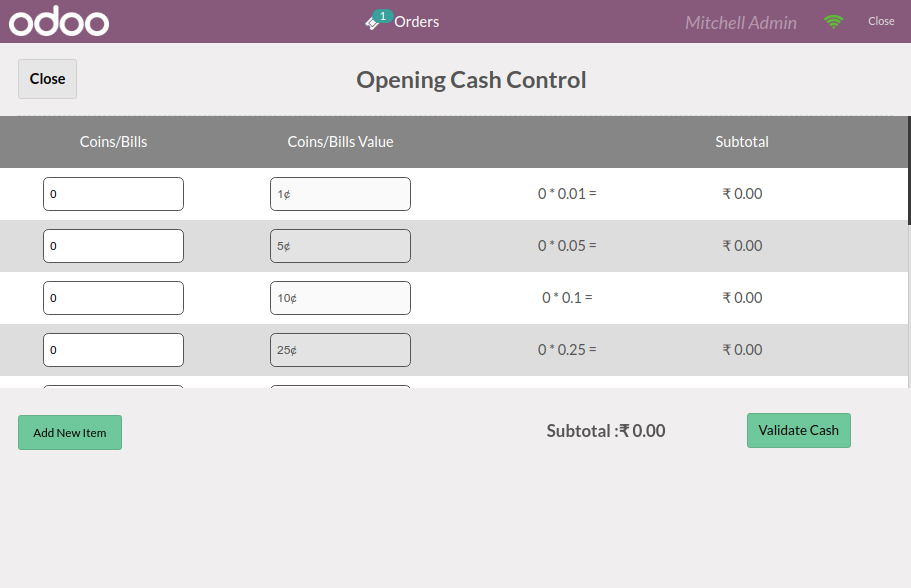 odoo 1 Orders Mitchell Admin Close
Close Opening Cash Control
Coins/Bills Coins/Bills Value Subtotal
0 1¢ 0 * 0.01 = ₹ 0.00
0 5¢ 0 * 0.05 = ₹ 0.00
0 10¢ 0 * 0.1 = ₹ 0.00
0 25¢ 0 * 0.25 = ₹ 0.00
Add New Item Subtotal :₹ 0.00 Validate Cash